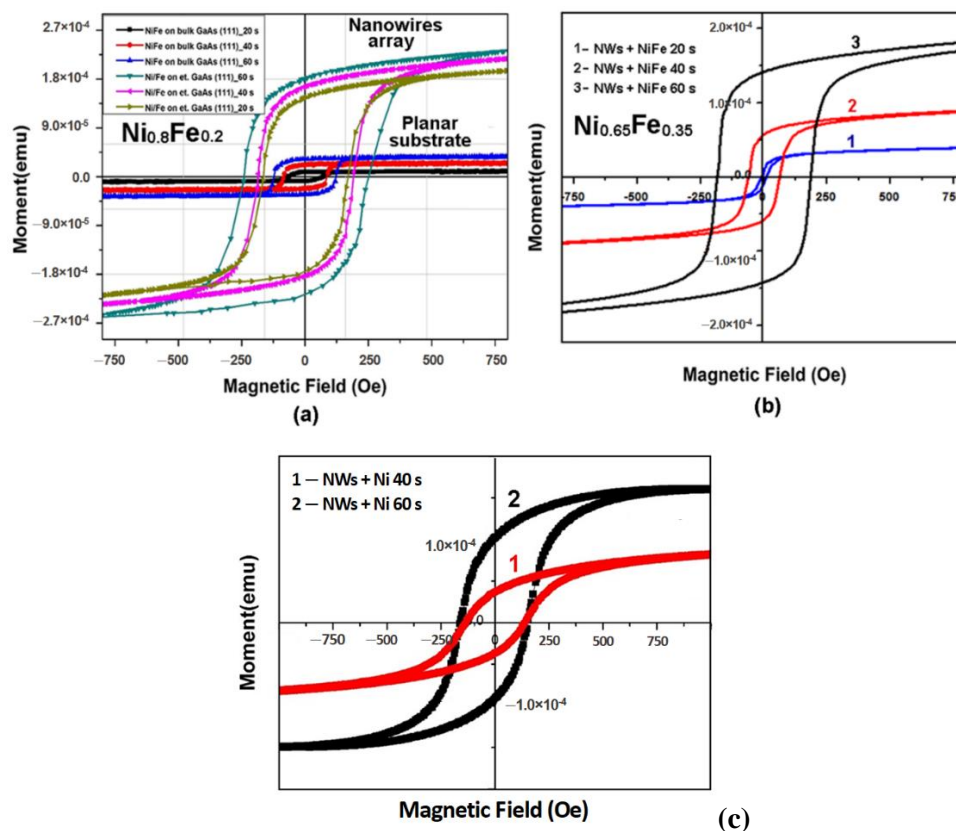 NiFe on bulk GaAs (111)_20 s
NiFe on bulk GaAs (111)_40 s
NiFe on bulk GaAs (111)_60 s
Ni/Fe on et. GaAs (111)_60 s
Ni/Fe on et. GaAs (111)_40 s
Ni/Fe on et. GaAs (111)_20 s
Nanowires
array
Ni0.8Fe0.2
Planar
substrate
2.7×10-4
1.8×10-4
9.0×10-5
0.0
−9.0×10-5
−1.8×10-4
−2.7×10-4
Moment(emu)
−750 −500 −250 0 250 500 750
Magnetic Field (Oe)
(a)
1– NWs + NiFe 20 s
2- NWs + NiFe 40 s
3- NWs + NiFe 60 s
Ni0.65Fe0.35
3
2
1
2.0×10-4
1.0×10-4
−1.0×10-4
−2.0×10-4
-750 −500 −250 0 250 500 750
Moment(emu)
Magnetic Field (Oe)
(b)
1 — NWs + Ni 40 s
2 — NWs + Ni 60 s
2
1
1.0×10-4
0.0
−1.0×10-4
−750 −500 −250 0 250 500 750
Moment(emu)
Magnetic Field (Oe)
(c)